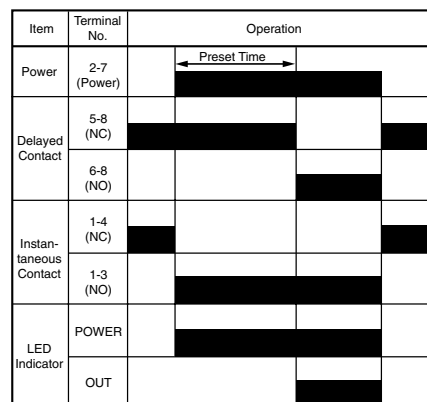 Item
Terminal
No.
Operation
Power
2-7
(Power)
Preset Time
Delayed
Contact
5-8
(NC)
6-8
(NO)
Instan-
taneous
Contact
1-4
(NC)
1-3
(NO)
LED
Indicator
POWER
OUT